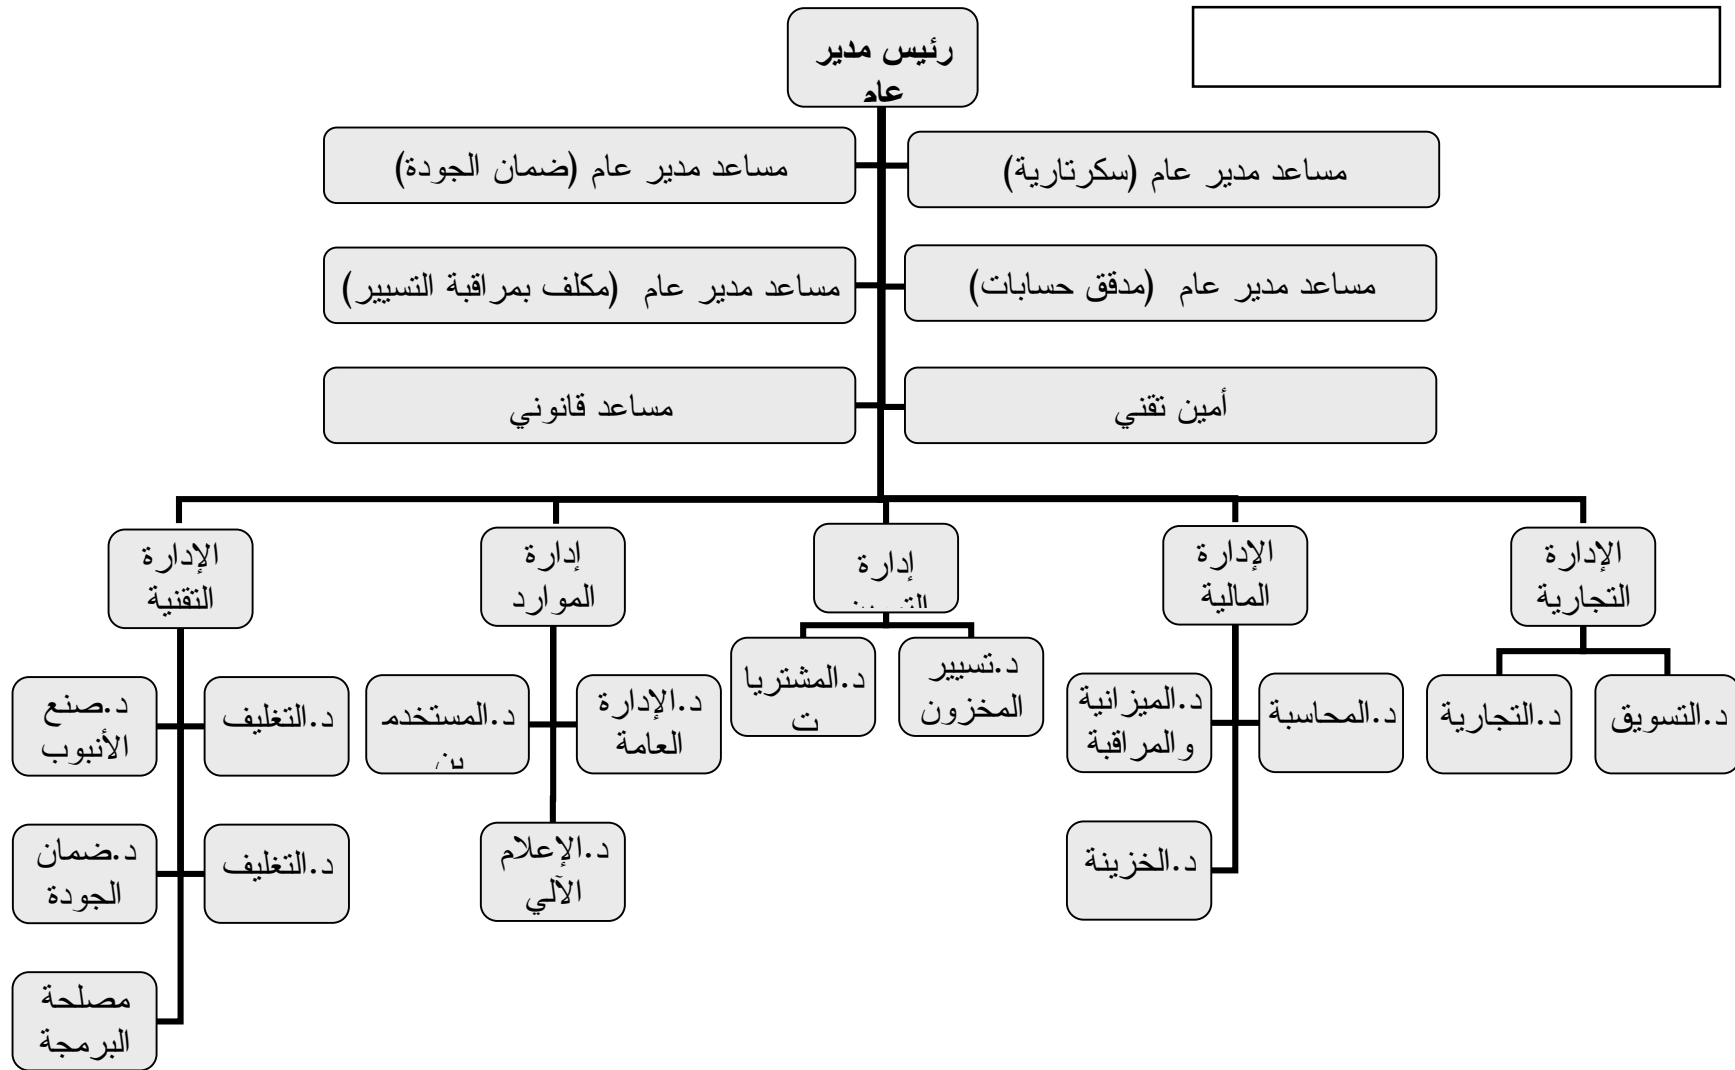 رئيس مدير
عام
مساعد مدير عام (سكرتارية)
مساعد مدير عام (ضمان الجودة)
مساعد مدير عام (مدقق حسابات)
مساعد مدير عام (مكلف بمراقبة التسيير)
أمين تقني
مساعد قانوني
الإدارة
التجارية
الإدارة
المالية
إدارة
إدارة
الموارد
الإدارة
التقنية
د.التسويق
د.التجارية
د.المحاسبة
د.الميزانية
والمراقبة
د.الخزينة
د.تسيير
المخزون
د.المشتريا
ت
د.الإدارة
العامة
د.المستخدم
ين
د.الإعلام
الآلي
د.التغليف
د.صنع
الأنبوب
د.التغليف
د.ضمان
الجودة
مصلحة
البرمجة